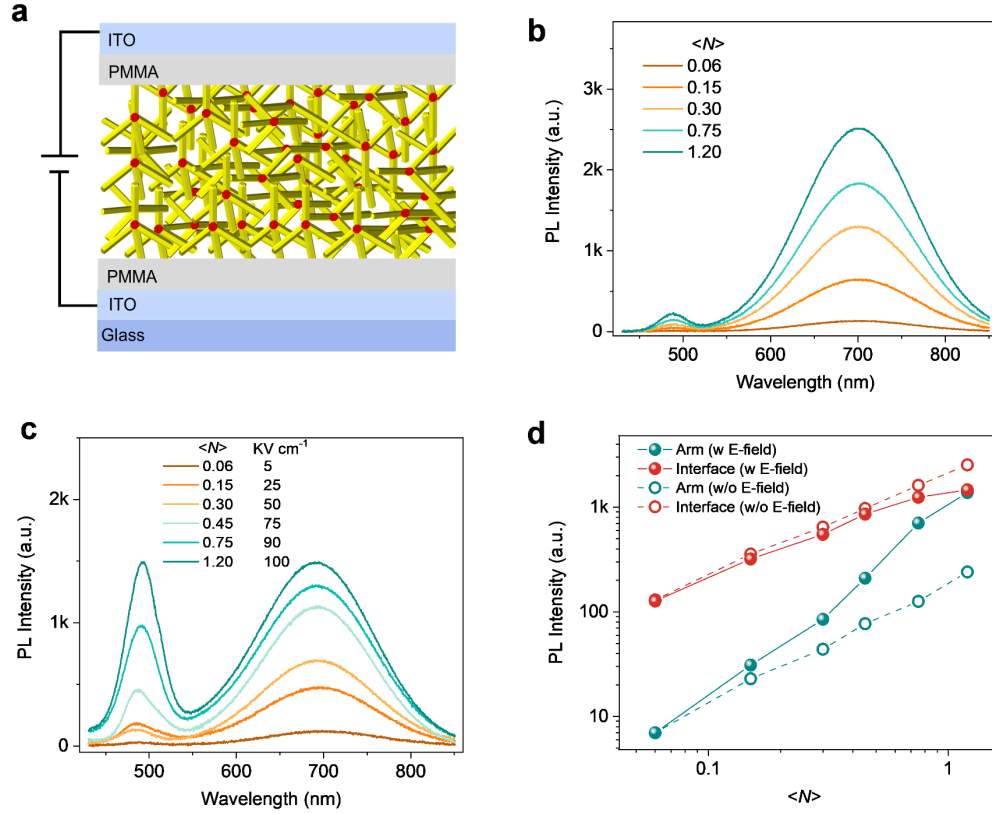 a
ITO
PMMA
PMMA
ITO
Glass
b
<N>
0.06
0.15
0.30
0.75
1.20
3k
2k
1k
0
PL Intensity (a.u.)
500 600 700 800
Wavelength (nm)
c
<N> KV cm⁻¹
0.06 5
0.15 25
0.30 50
0.45 75
0.75 90
1.20 100
2k
1k
0
PL Intensity (a.u.)
500 600 700 800
Wavelength (nm)
d
Arm (w E-field)
Interface (w E-field)
Arm (w/o E-field)
Interface (w/o E-field)
1k
100
10
PL Intensity (a.u.)
0.1 1
<N>